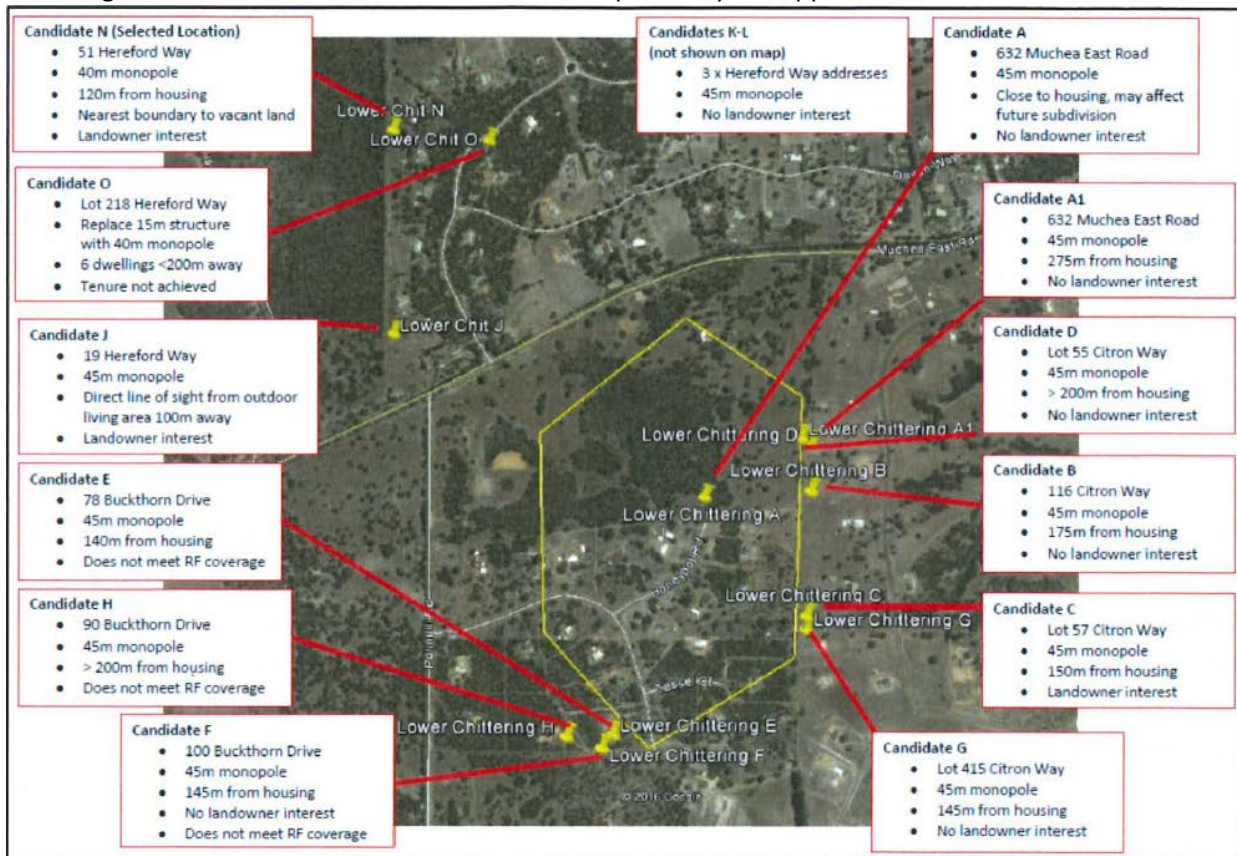 Candidate N (Selected Location)
• 51 Hereford Way
• 40m monopole
• 120m from housing
• Nearest boundary to vacant land
• Landowner interest
Candidates K-L
(not shown on map)
• 3 x Hereford Way addresses
• 45m monopole
• No landowner interest
Candidate A
• 632 Muchea East Road
• 45m monopole
• Close to housing, may affect
future subdivision
• No landowner interest
Candidate O
• Lot 218 Hereford Way
• Replace 15m structure
with 40m monopole
• 6 dwellings <200m away
• Tenure not achieved
Candidate A1
• 632 Muchea East Road
• 45m monopole
• 275m from housing
• No landowner interest
Candidate J
• 19 Hereford Way
• 45m monopole
• Direct line of sight from outdoor
living area 100m away
• Landowner interest
Candidate D
• Lot 55 Citron Way
• 45m monopole
• > 200m from housing
• No landowner interest
Candidate E
• 78 Buckthorn Drive
• 45m monopole
• 140m from housing
• Does not meet RF coverage
Candidate B
• 116 Citron Way
• 45m monopole
• 175m from housing
• No landowner interest
Candidate H
• 90 Buckthorn Drive
• 45m monopole
• > 200m from housing
• Does not meet RF coverage
Candidate C
• Lot 57 Citron Way
• 45m monopole
• 150m from housing
• Landowner interest
Candidate F
• 100 Buckthorn Drive
• 45m monopole
• 145m from housing
• No landowner interest
• Does not meet RF coverage
Candidate G
• Lot 415 Citron Way
• 45m monopole
• 145m from housing
• No landowner interest
Lower Chit N
Lower Chit O
Muchea East Rd
Lower Chit J
Lower Chittering D
Lower Chittering A1
Lower Chittering B
Lower Chittering A
Lower Chittering C
Lower Chittering G
Lower Chittering H
Lower Chittering E
Lower Chittering F
© 2016 Google